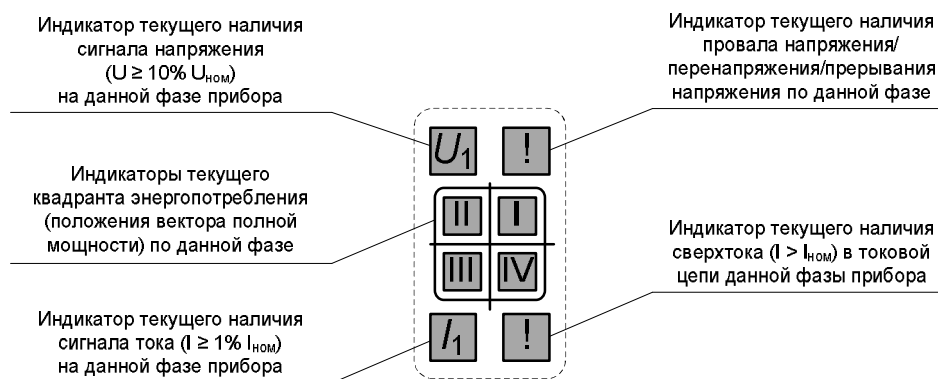 Индикатор текущего наличия
сигнала напряжения
(U ≥ 10% Uном)
на данной фазе прибора
Индикатор текущего наличия
провала напряжения/
перенапряжения/прерывания
напряжения по данной фазе
U1 !
Индикаторы текущего
квадранта энергопотребления
(положения вектора полной
мощности) по данной фазе
II I
III IV
Индикатор текущего наличия
сверхтока (I > Iном) в токовой
цепи данной фазы прибора
Индикатор текущего наличия
сигнала тока (I ≥ 1% Iном)
на данной фазе прибора
I1 !